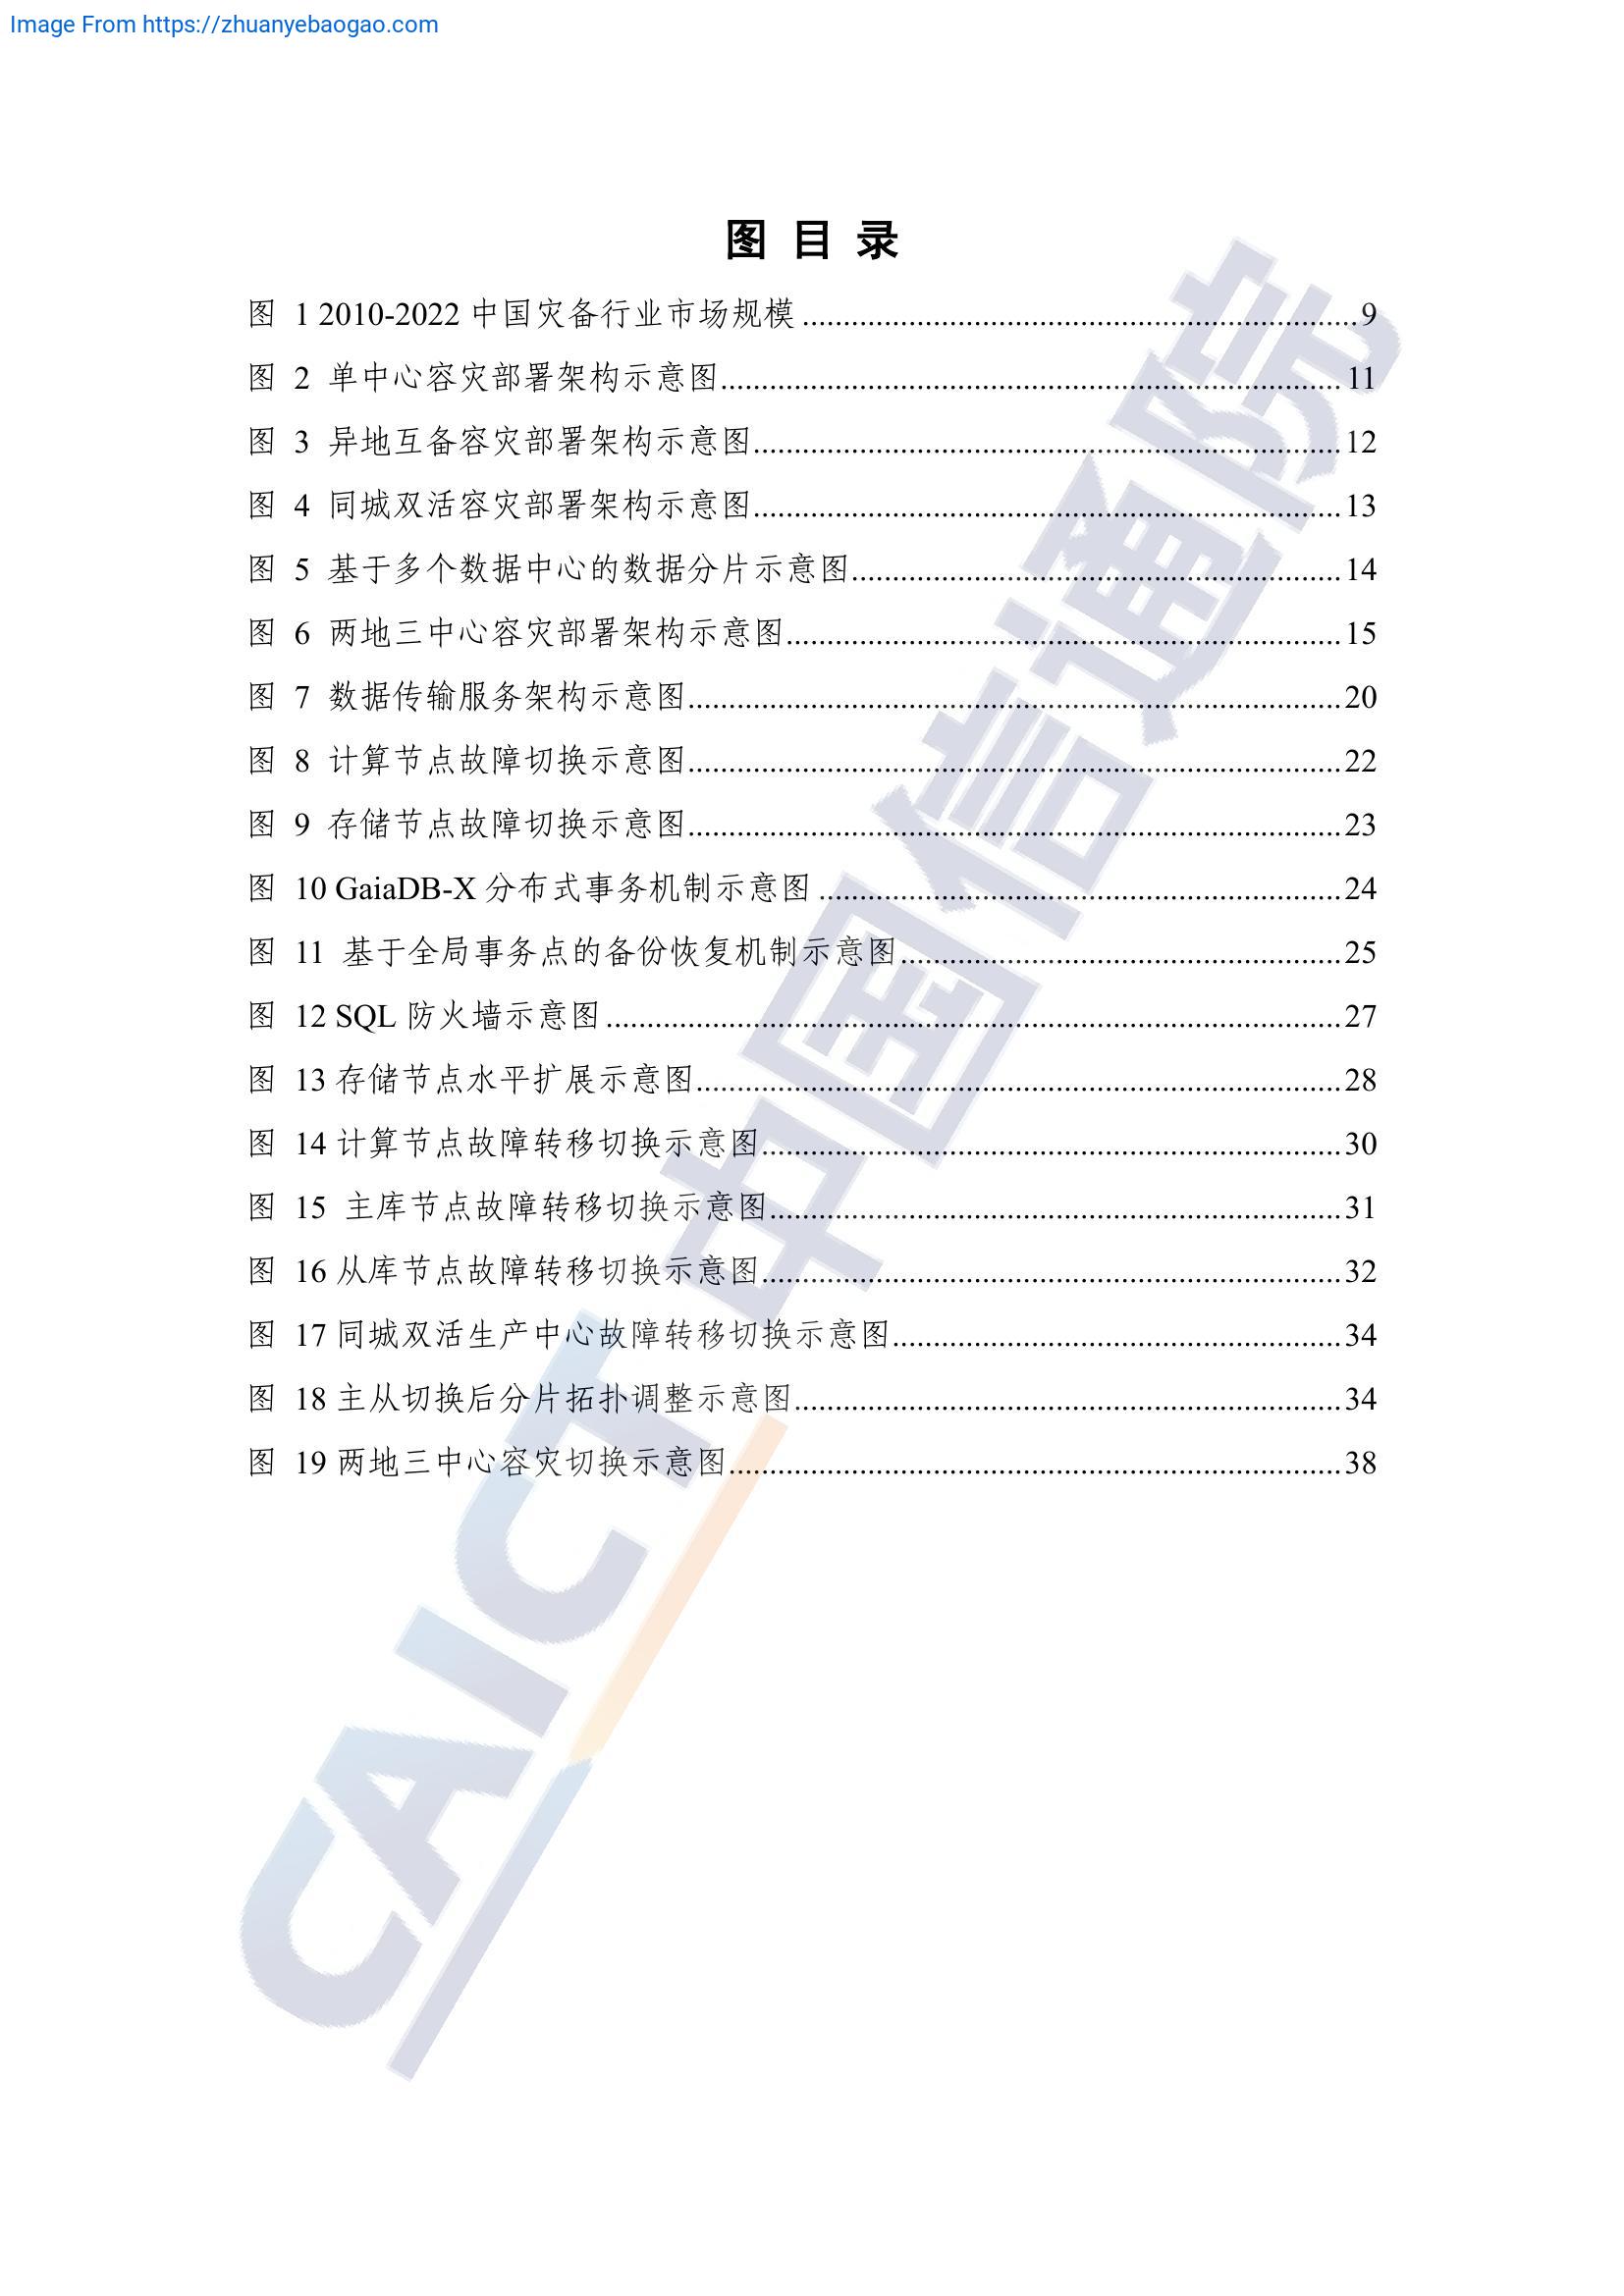 Image From https://zhuanyebaogao.com
图 目 录
图 1 2010-2022 中国灾备行业市场规模 ........ 9
图 2 单中心容灾部署架构示意图 ........ 11
图 3 异地互备容灾部署架构示意图 ........ 12
图 4 同城双活容灾部署架构示意图 ........ 13
图 5 基于多个数据中心的数据分片示意图 ........ 14
图 6 两地三中心容灾部署架构示意图 ........ 15
图 7 数据传输服务架构示意图 ........ 20
图 8 计算节点故障切换示意图 ........ 22
图 9 存储节点故障切换示意图 ........ 23
图 10 GaiaDB-X 分布式事务机制示意图 ........ 24
图 11 基于全局事务点的备份恢复机制示意图 ........ 25
图 12 SQL 防火墙示意图 ........ 27
图 13 存储节点水平扩展示意图 ........ 28
图 14 计算节点故障转移切换示意图 ........ 30
图 15 主库节点故障转移切换示意图 ........ 31
图 16 从库节点故障转移切换示意图 ........ 32
图 17 同城双活生产中心故障转移切换示意图 ........ 34
图 18 主从切换后分片拓扑调整示意图 ........ 34
图 19 两地三中心容灾切换示意图 ........ 38
CAICT 中国信通院